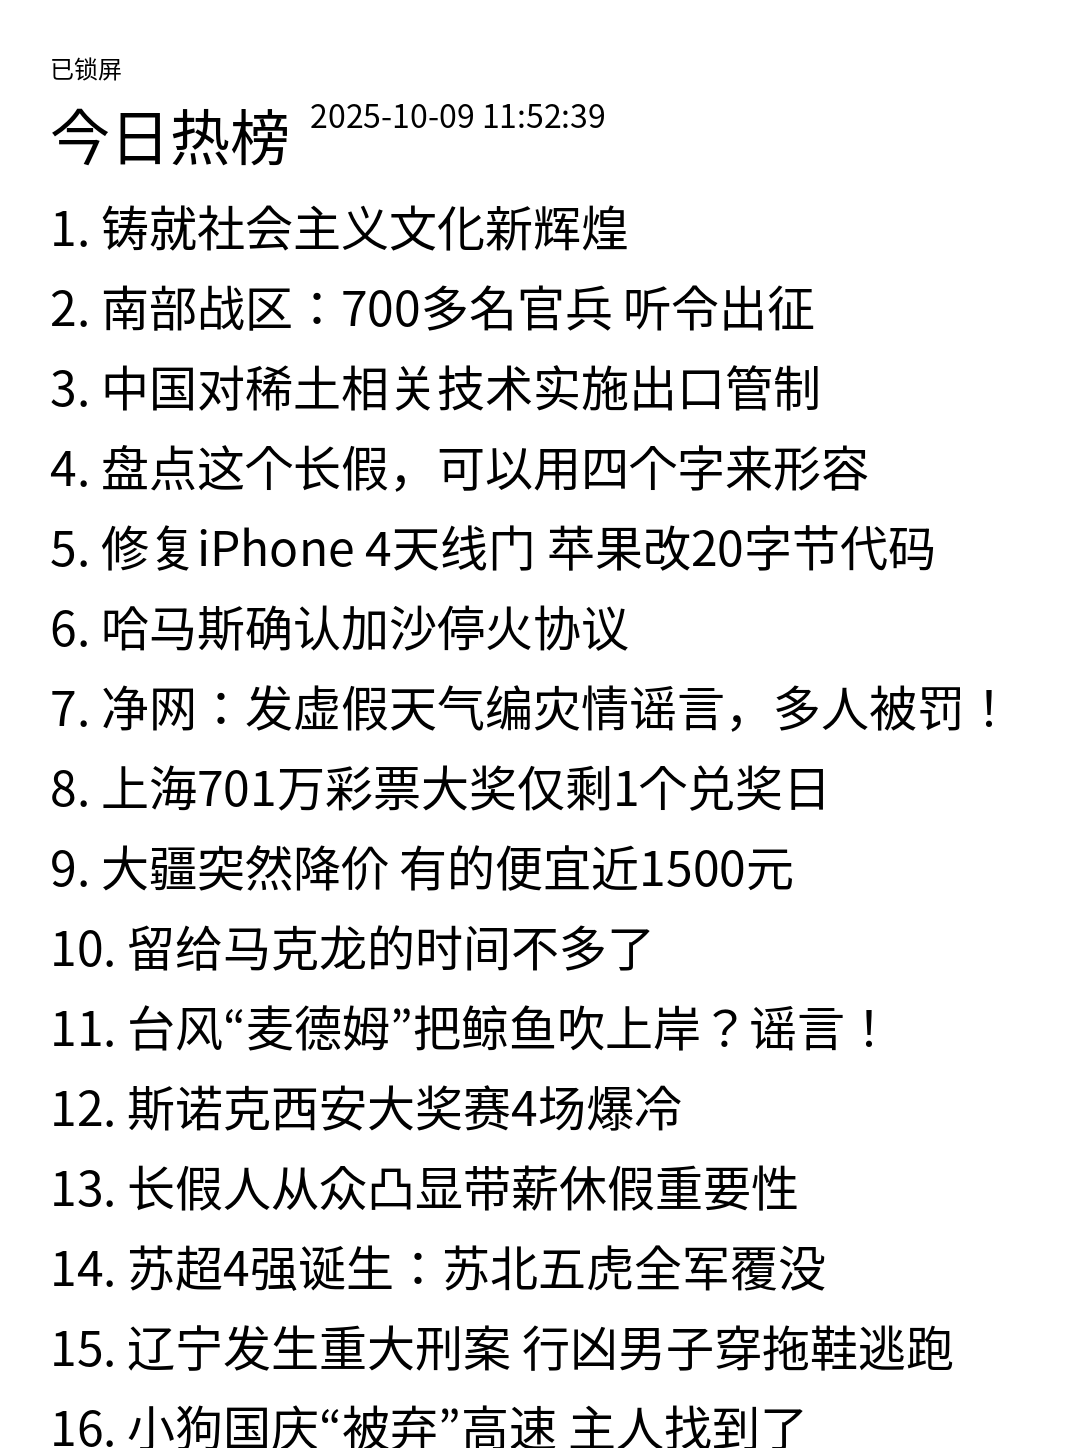 已锁屏
今日热榜 2025-10-09 11:52:39
1. 铸就社会主义文化新辉煌
2. 南部战区：700多名官兵 听令出征
3. 中国对稀土相关技术实施出口管制
4. 盘点这个长假，可以用四个字来形容
5. 修复iPhone 4天线门 苹果改20字节代码
6. 哈马斯确认加沙停火协议
7. 净网：发虚假天气编灾情谣言，多人被罚！
8. 上海701万彩票大奖仅剩1个兑奖日
9. 大疆突然降价 有的便宜近1500元
10. 留给马克龙的时间不多了
11. 台风“麦德姆”把鲸鱼吹上岸？谣言！
12. 斯诺克西安大奖赛4场爆冷
13. 长假人从众凸显带薪休假重要性
14. 苏超4强诞生：苏北五虎全军覆没
15. 辽宁发生重大刑案 行凶男子穿拖鞋逃跑
16. 小狗国庆“被弃”高速 主人找到了